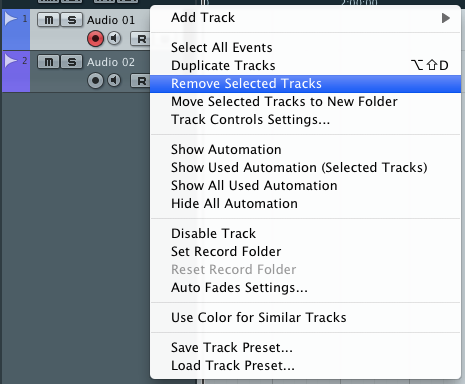 2:00:00
1 Audio 01
M S
R
2 Audio 02
M S
R
Add Track
Select All Events
Duplicate Tracks ⌥⇧D
Remove Selected Tracks
Move Selected Tracks to New Folder
Track Controls Settings...
Show Automation
Show Used Automation (Selected Tracks)
Show All Used Automation
Hide All Automation
Disable Track
Set Record Folder
Reset Record Folder
Auto Fades Settings...
Use Color for Similar Tracks
Save Track Preset...
Load Track Preset...